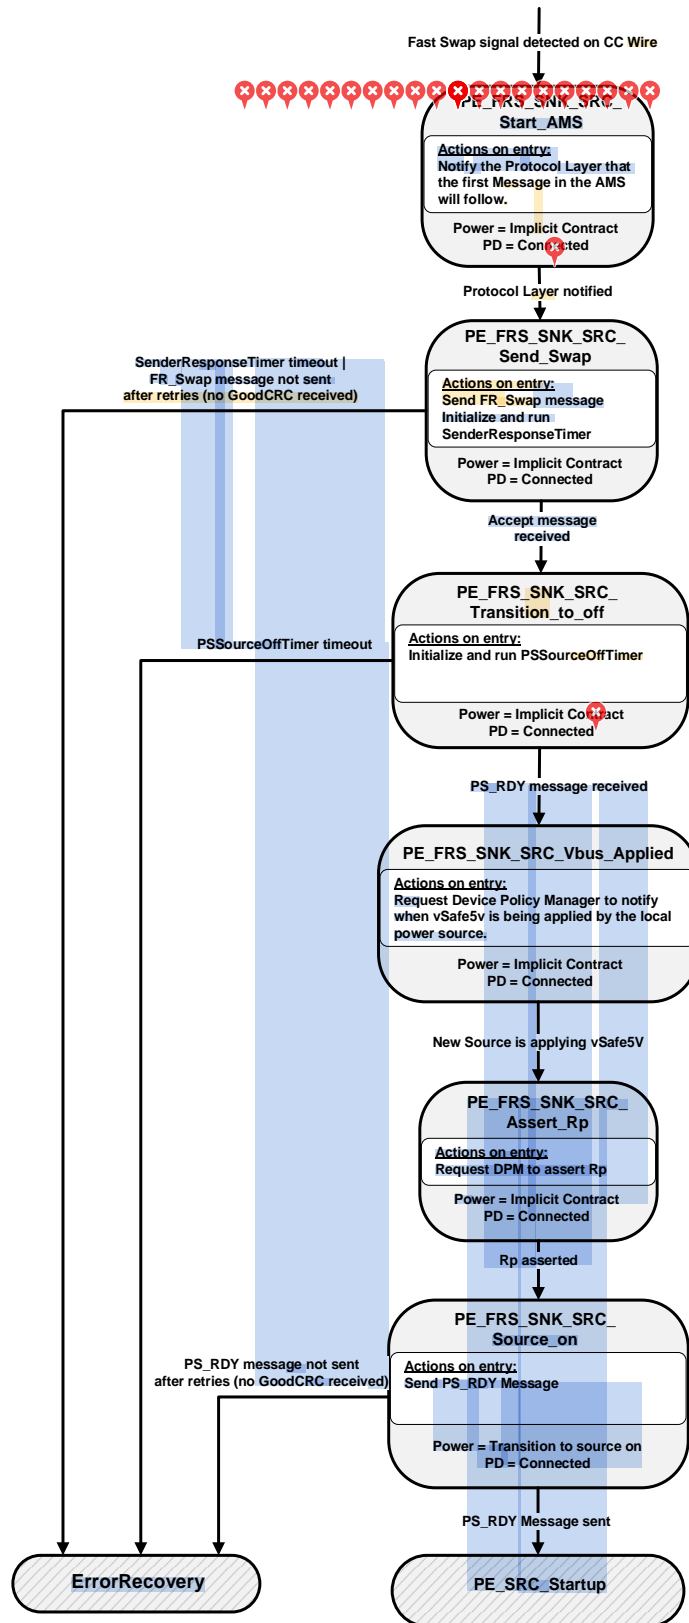 Fast Swap signal detected on CC Wire
PE_FRS_SNK_SRC_
Start_AMS
Actions on entry:
Notify the Protocol Layer that
the first Message in the AMS
will follow.
Power = Implicit Contract
PD = Connected
Protocol Layer notified
PE_FRS_SNK_SRC_
Send_Swap
Actions on entry:
Send FR_Swap message
Initialize and run
SenderResponseTimer
Power = Implicit Contract
PD = Connected
SenderResponseTimer timeout |
FR_Swap message not sent
after retries (no GoodCRC received)
Accept message
received
PE_FRS_SNK_SRC_
Transition_to_off
Actions on entry:
Initialize and run PSSourceOffTimer
Power = Implicit Contract
PD = Connected
PSSourceOffTimer timeout
PS_RDY message received
PE_FRS_SNK_SRC_Vbus_Applied
Actions on entry:
Request Device Policy Manager to notify
when vSafe5v is being applied by the local
power source.
Power = Implicit Contract
PD = Connected
New Source is applying vSafe5V
PE_FRS_SNK_SRC_
Assert_Rp
Actions on entry:
Request DPM to assert Rp
Power = Implicit Contract
PD = Connected
Rp asserted
PE_FRS_SNK_SRC_
Source_on
Actions on entry:
Send PS_RDY Message
Power = Transition to source on
PD = Connected
PS_RDY message not sent
after retries (no GoodCRC received)
PS_RDY Message sent
ErrorRecovery
PE_SRC_Startup